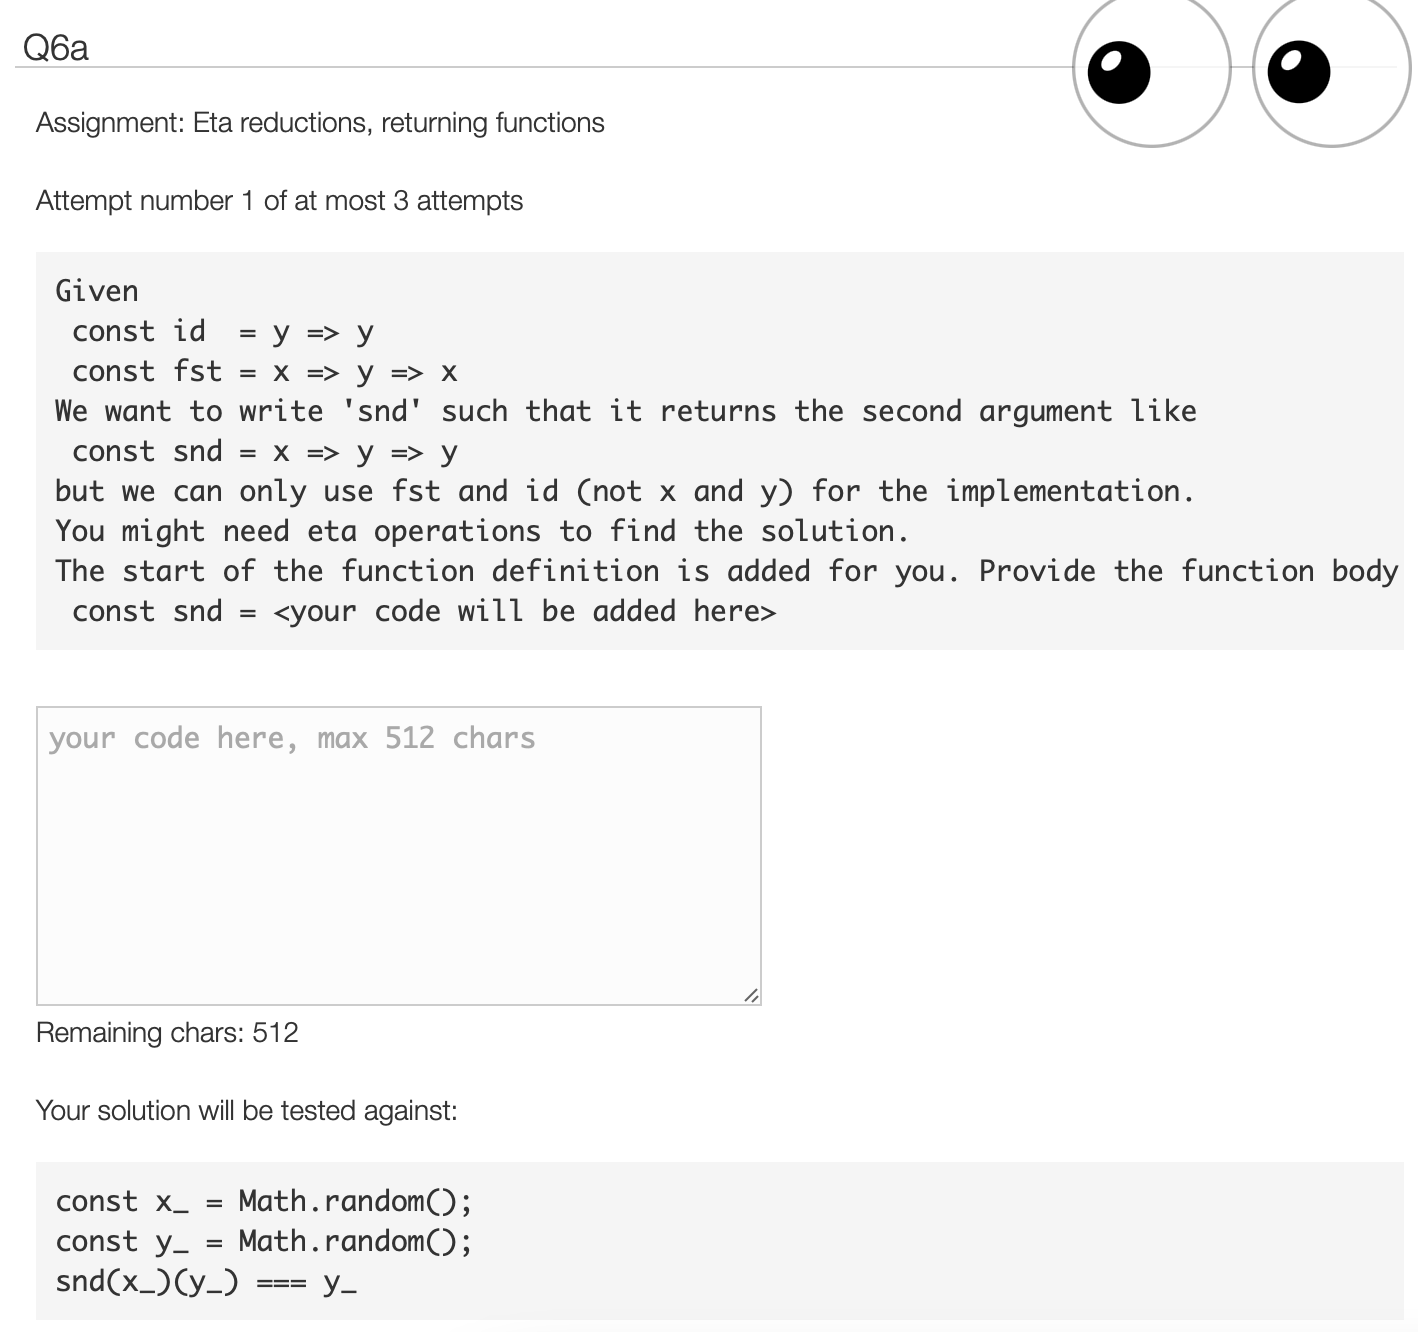 Q6a
Assignment: Eta reductions, returning functions
Attempt number 1 of at most 3 attempts
Given
 const id  = y => y
 const fst = x => y => x
We want to write 'snd' such that it returns the second argument like
 const snd = x => y => y
but we can only use fst and id (not x and y) for the implementation.
You might need eta operations to find the solution.
The start of the function definition is added for you. Provide the function body
 const snd = <your code will be added here>
your code here, max 512 chars
Remaining chars: 512
Your solution will be tested against:
const x_ = Math.random();
const y_ = Math.random();
snd(x_)(y_) === y_